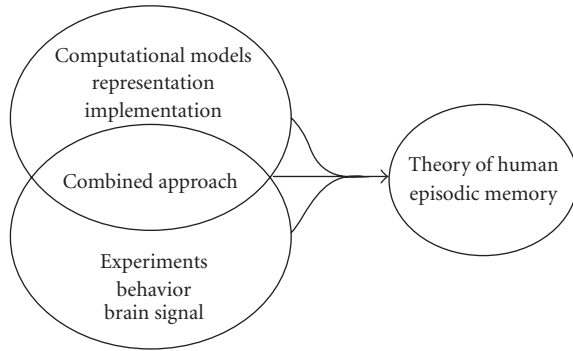 Computational models
representation
implementation
Combined approach
Experiments
behavior
brain signal
Theory of human
episodic memory